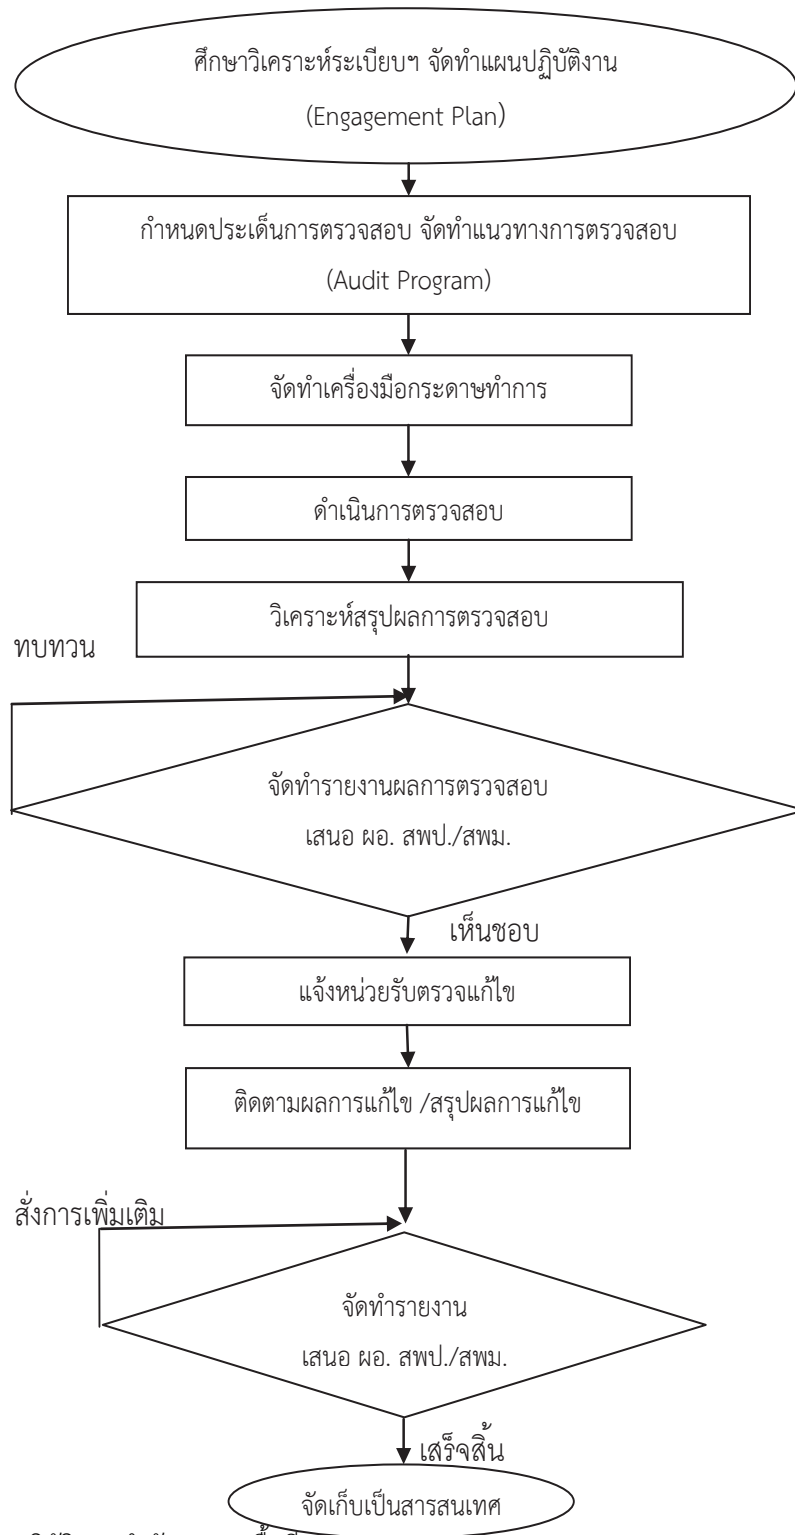 ศึกษาวิเคราะห์ระเบียบฯ จัดทำแผนปฏิบัติงาน
(Engagement Plan)
กำหนดประเด็นการตรวจสอบ จัดทำแนวทางการตรวจสอบ
(Audit Program)
จัดทำเครื่องมือกระดาษทำการ
ดำเนินการตรวจสอบ
วิเคราะห์สรุปผลการตรวจสอบ
ทบทวน
จัดทำรายงานผลการตรวจสอบ
เสนอ ผอ. สพป./สพม.
เห็นชอบ
แจ้งหน่วยรับตรวจแก้ไข
ติดตามผลการแก้ไข /สรุปผลการแก้ไข
สั่งการเพิ่มเติม
จัดทำรายงาน
เสนอ ผอ. สพป./สพม.
เสร็จสิ้น
จัดเก็บเป็นสารสนเทศ